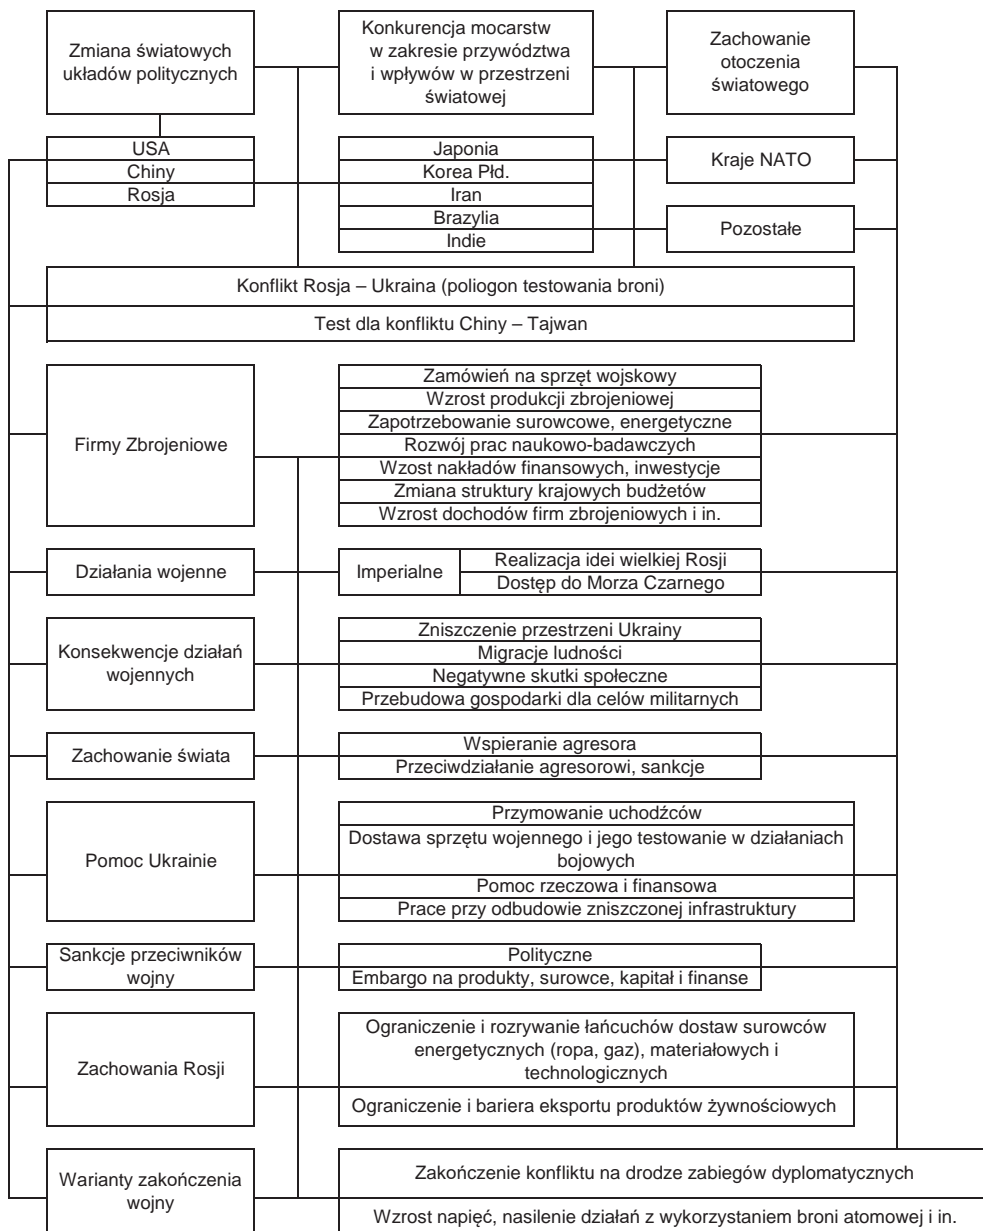 Zmiana światowych
układów politycznych
Konkurencja mocarstw
w zakresie przywództwa
i wpływów w przestrzeni
światowej
Zachowanie
otoczenia
światowego
USA
Chiny
Rosja
Japonia
Korea Płd.
Iran
Brazylia
Indie
Kraje NATO
Pozostałe
Konflikt Rosja – Ukraina (poliogon testowania broni)
Test dla konfliktu Chiny – Tajwan
Firmy Zbrojeniowe
Zamówień na sprzęt wojskowy
Wzrost produkcji zbrojeniowej
Zapotrzebowanie surowcowe, energetyczne
Rozwój prac naukowo-badawczych
Wzost nakładów finansowych, inwestycje
Zmiana struktury krajowych budżetów
Wzrost dochodów firm zbrojeniowych i in.
Działania wojenne
Imperialne
Realizacja idei wielkiej Rosji
Dostęp do Morza Czarnego
Konsekwencje działań
wojennych
Zniszczenie przestrzeni Ukrainy
Migracje ludności
Negatywne skutki społeczne
Przebudowa gospodarki dla celów militarnych
Zachowanie świata
Wspieranie agresora
Przeciwdziałanie agresorowi, sankcje
Pomoc Ukrainie
Przymowanie uchodźców
Dostawa sprzętu wojennego i jego testowanie w działaniach
bojowych
Pomoc rzeczowa i finansowa
Prace przy odbudowie zniszczonej infrastruktury
Sankcje przeciwników
wojny
Polityczne
Embargo na produkty, surowce, kapitał i finanse
Zachowania Rosji
Ograniczenie i rozrywanie łańcuchów dostaw surowców
energetycznych (ropa, gaz), materiałowych i
technologicznych
Ograniczenie i bariera eksportu produktów żywnościowych
Warianty zakończenia
wojny
Zakończenie konfliktu na drodze zabiegów dyplomatycznych
Wzrost napięć, nasilenie działań z wykorzystaniem broni atomowej i in.